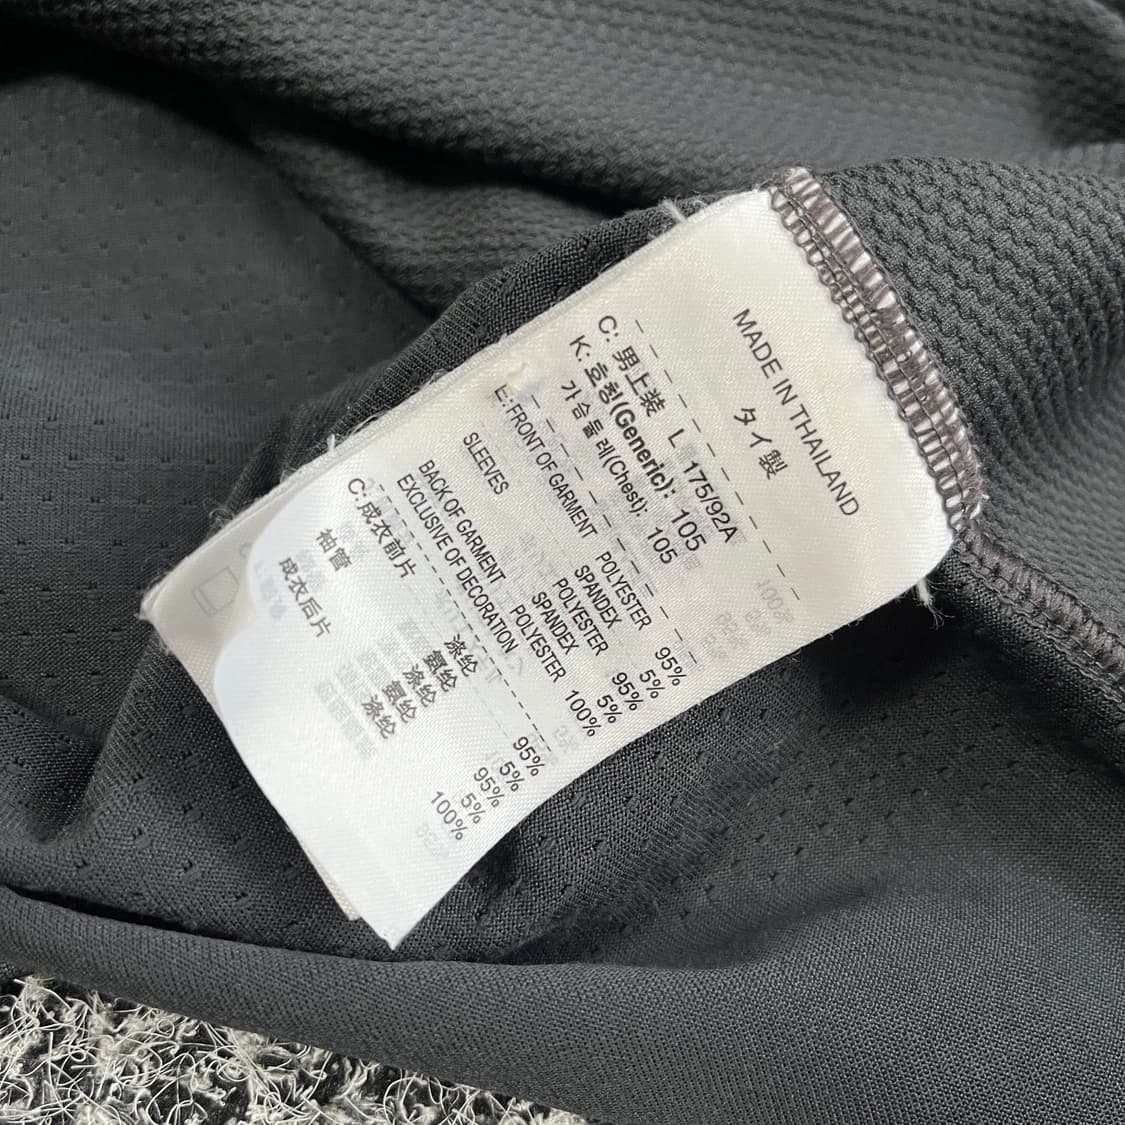 MADE IN THAILAND
タイ製
C: 男上装 L 175/92A
K: 호칭(Generic): 105
가슴둘레(Chest): 105
E:FRONT OF GARMENT POLYESTER 95%
SPANDEX 5%
SLEEVES POLYESTER 95%
SPANDEX 5%
BACK OF GARMENT POLYESTER 100%
EXCLUSIVE OF DECORATION
C:成衣前片 涤纶 95%
氨纶 5%
袖管 涤纶 95%
氨纶 5%
成衣后片 涤纶 100%